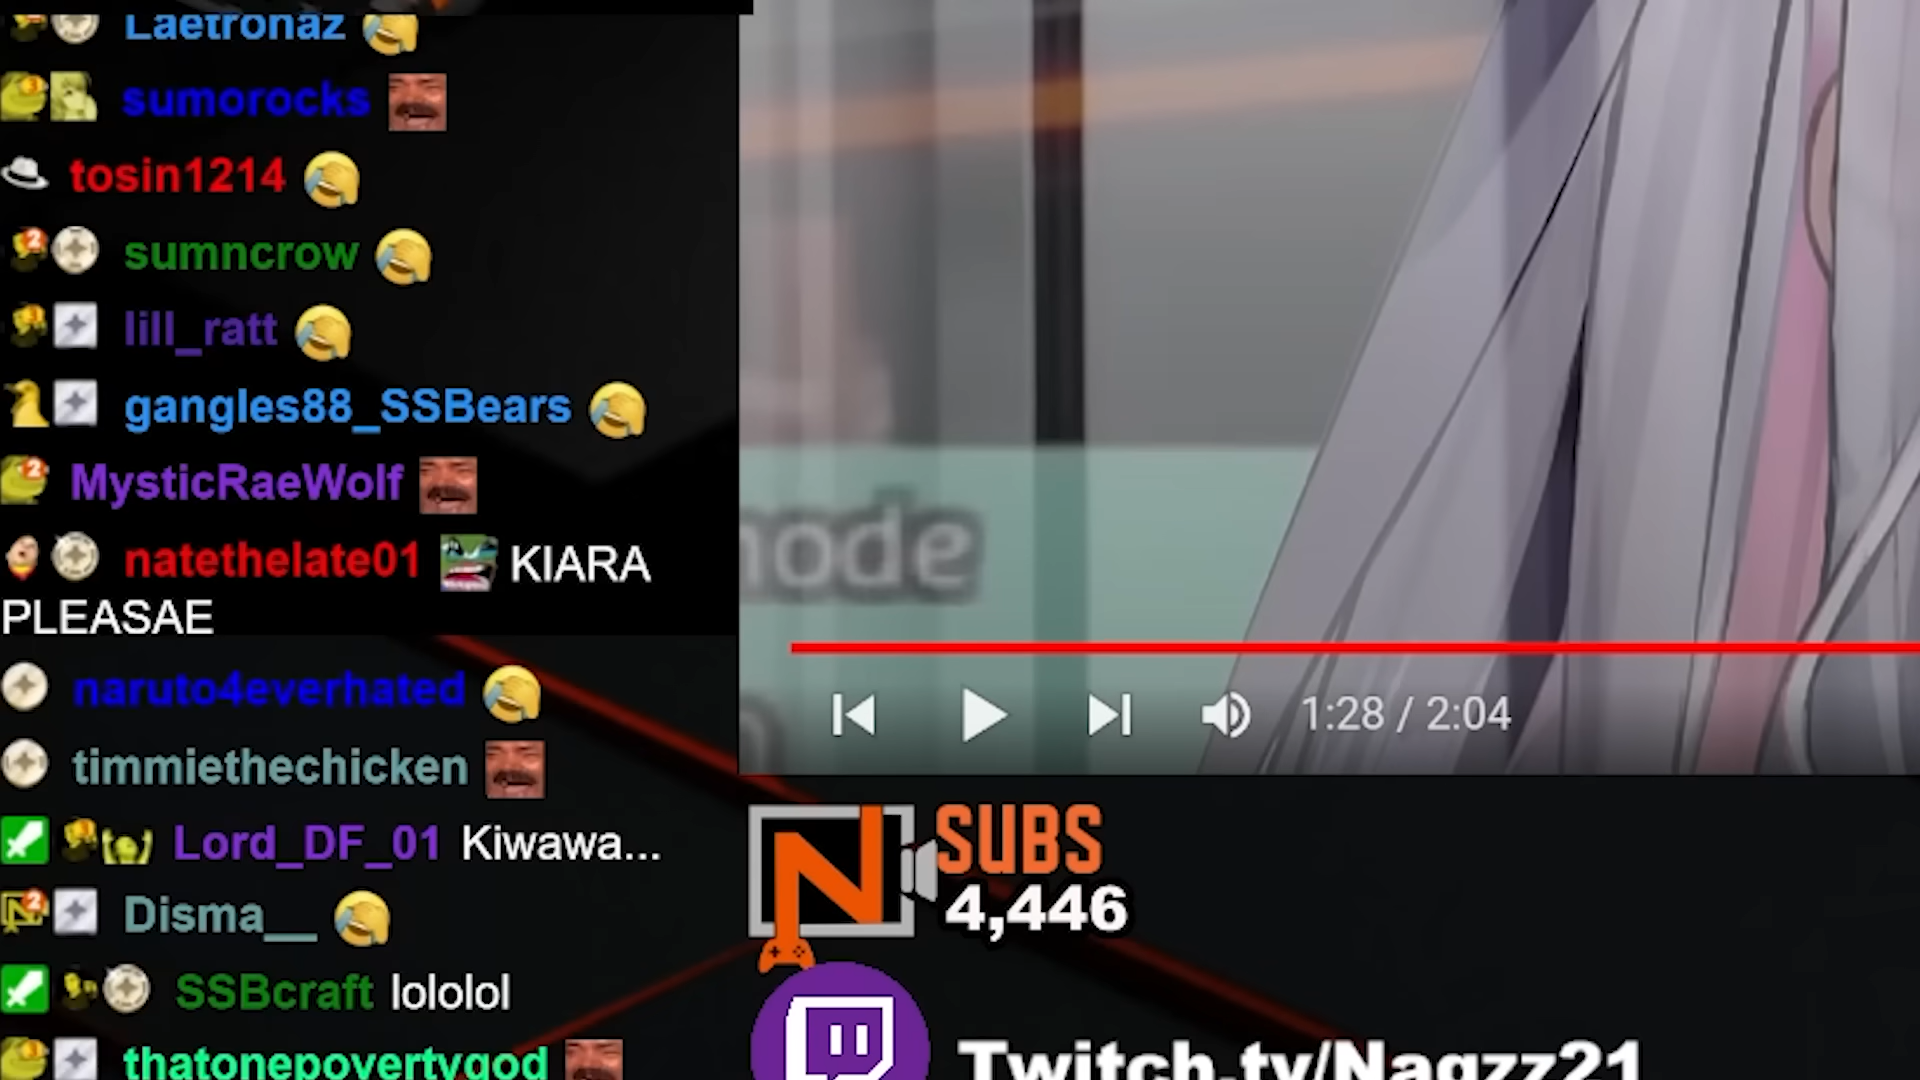 Laetronaz
sumorocks
tosin1214
sumncrow
lill_ratt
gangles88_SSBears
MysticRaeWolf
natethelate01 KIARA
PLEASAE
naruto4everhated
timmiethechicken
Lord_DF_01 Kiwawa...
Disma__
SSBcraft lololol
thatonepovertygod
ode
1:28 / 2:04
SUBS
4,446
Twitch.tv/Nagzz21